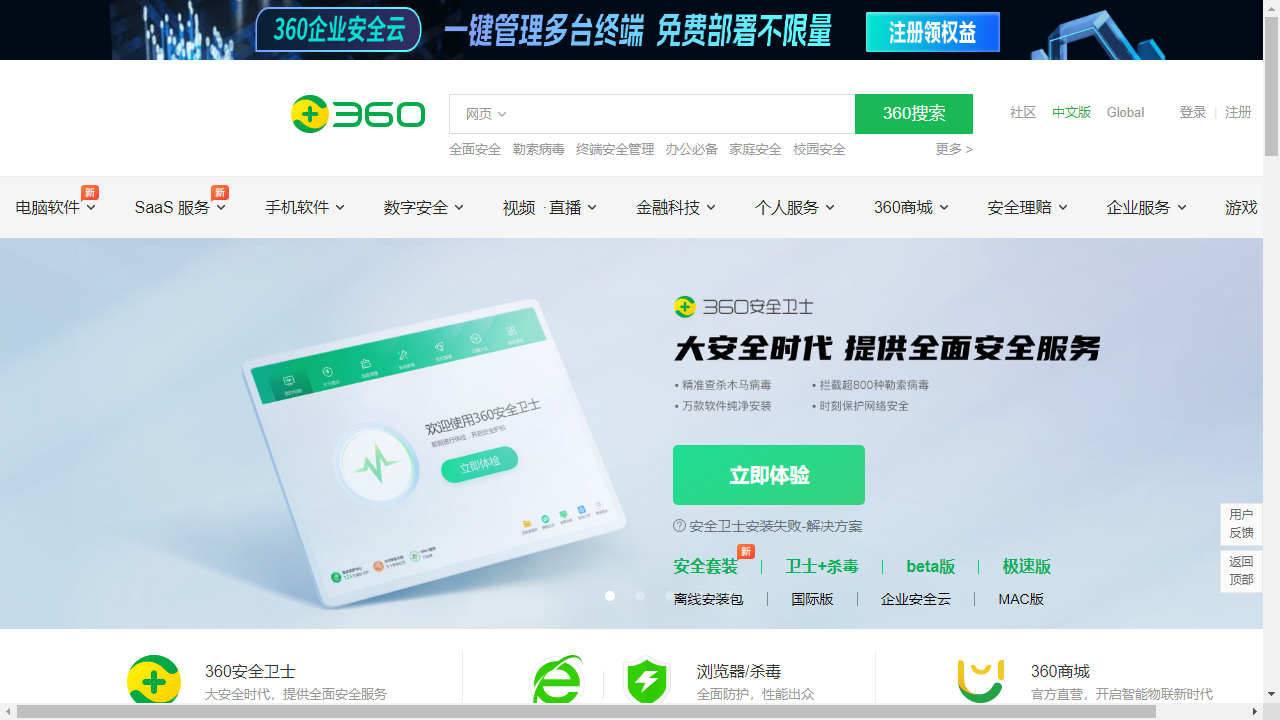 360企业安全云 一键管理多台终端 免费部署不限量 注册领权益
360 网页 360搜索 社区 中文版 Global 登录 | 注册
全面安全 勒索病毒 终端安全管理 办公必备 家庭安全 校园安全 更多 >
新 新
电脑软件 SaaS 服务 手机软件 数字安全 视频 · 直播 金融科技 个人服务 360商城 安全理赔 企业服务 游戏
360安全卫士
大安全时代 提供全面安全服务
• 精准查杀木马病毒 • 拦截超800种勒索病毒
• 万款软件纯净安装 • 时刻保护网络安全
欢迎使用360安全卫士
立即体检
立即体验
安全卫士安装失败-解决方案
新
安全套装 | 卫士+杀毒 | beta版 | 极速版
离线安装包 | 国际版 | 企业安全云 | MAC版
用户
反馈
返回
顶部
360安全卫士 浏览器/杀毒 360商城
大安全时代，提供全面安全服务 全面防护，性能出众 官方直营，开启智能物联新时代